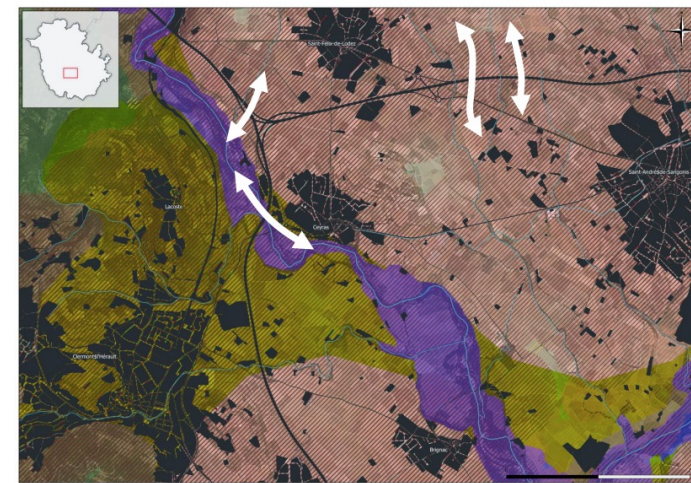 Saint-Félix-de-Lodez
Saint-André-de-Sangonis
Lacoste
Ceyras
Clermont-l'Hérault
Brignac